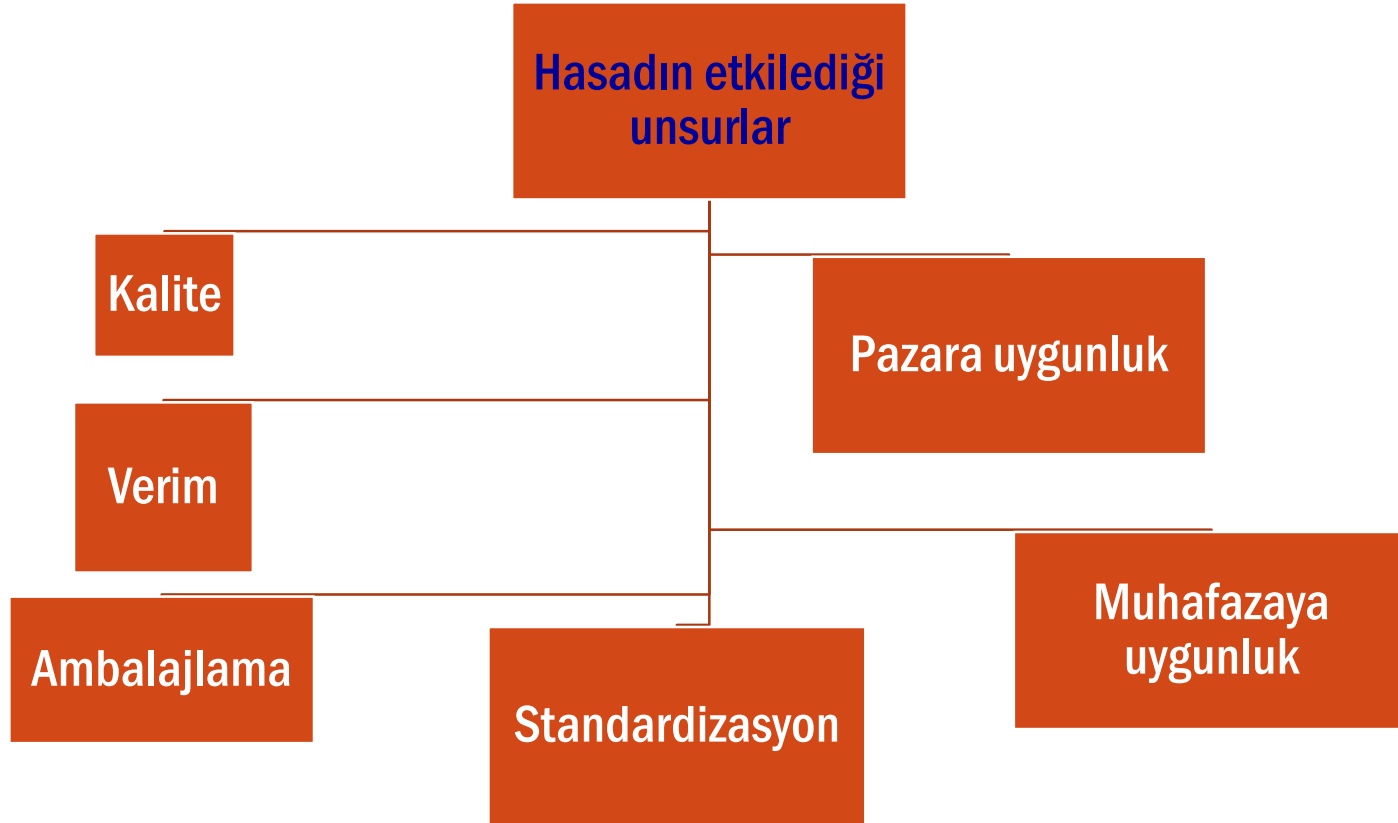 Hasadın etkilediği
unsurlar
Kalite
Pazara uygunluk
Verim
Muhafazaya
uygunluk
Ambalajlama
Standardizasyon